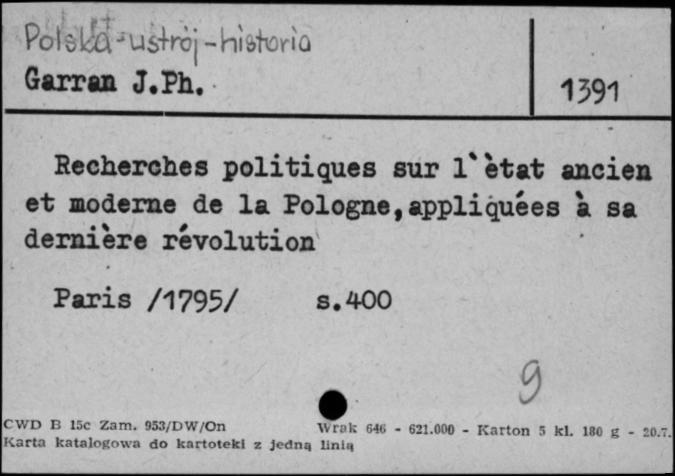 Polska-ustrój-historia
Garran J.Ph.
1391
Recherches politiques sur l`ètat ancien
et moderne de la Pologne,appliquées à sa
dernière révolution
Paris /1795/ s.400
9
CWD B 15c Zam. 953/DW/On Wrak 646 - 621.000 - Karton 5 kl. 180 g - 20.7.
Karta katalogowa do kartoteki z jedną linią